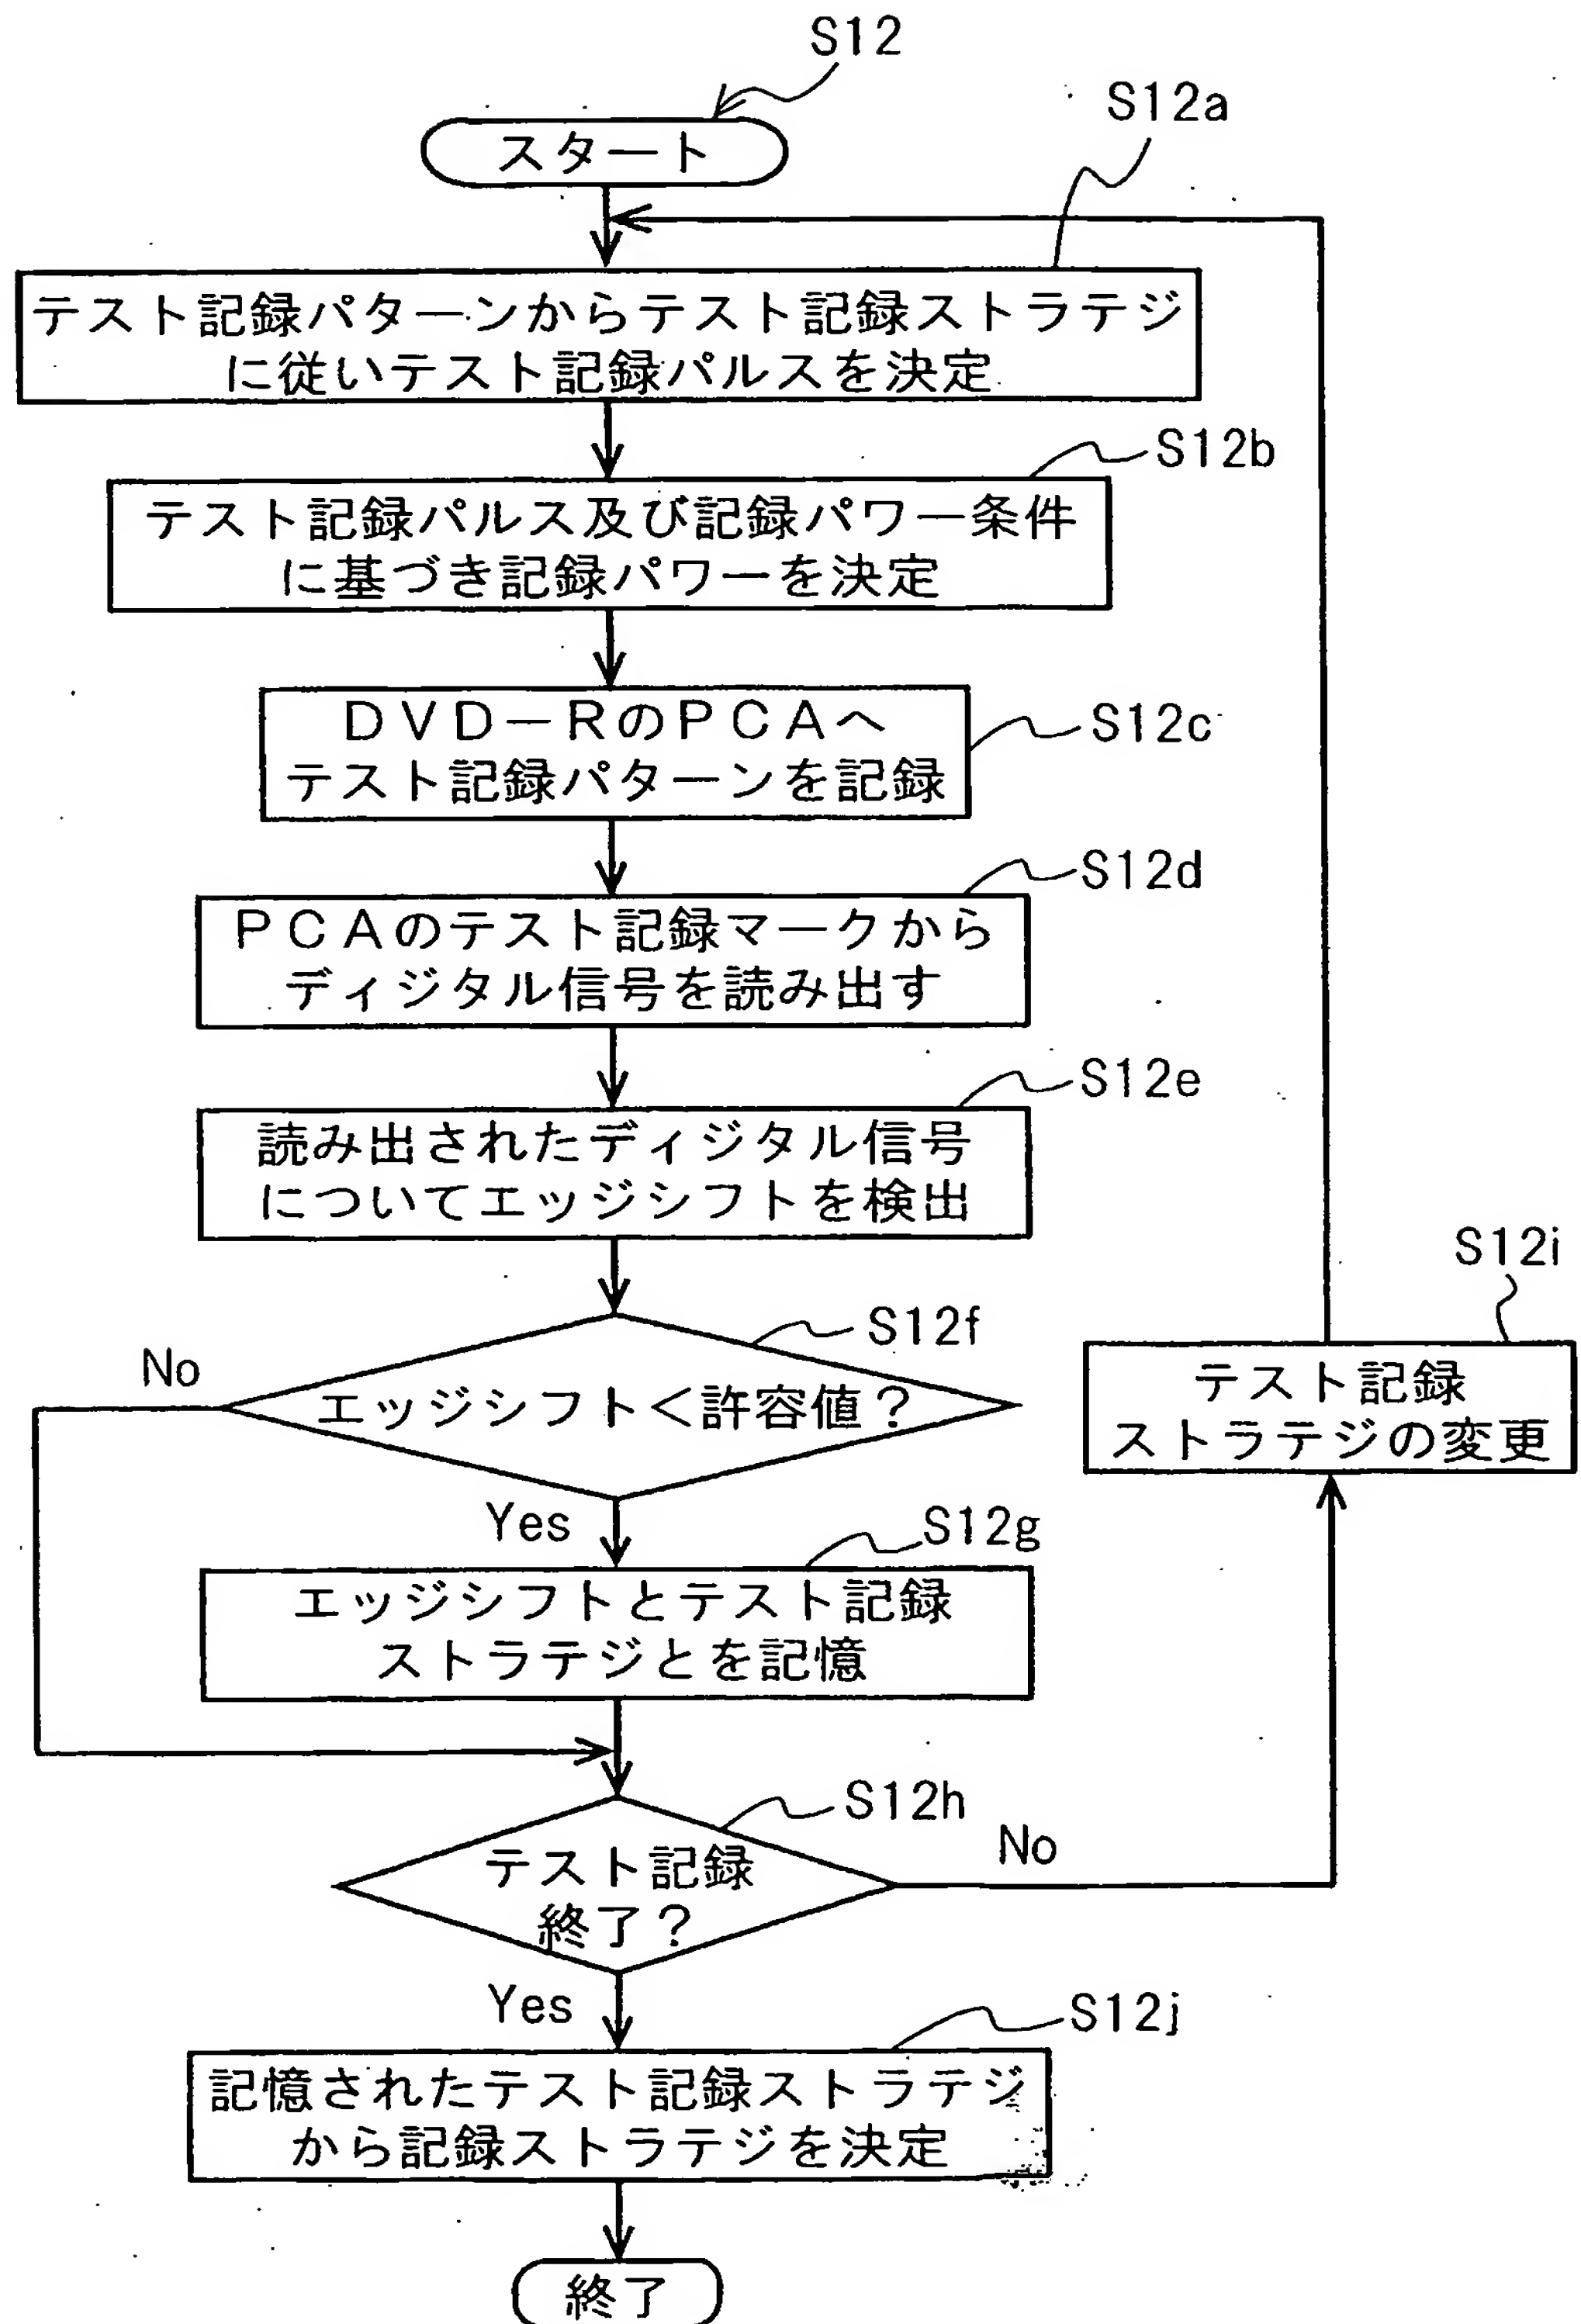 S12
スタート
S12a
テスト記録パターンからテスト記録ストラテジ
に従いテスト記録パルスを決定
S12b
テスト記録パルス及び記録パワー条件
に基づき記録パワーを決定
DVD-RのPCAへ
テスト記録パターンを記録
S12c
S12d
PCAのテスト記録マークから
ディジタル信号を読み出す
S12e
読み出されたディジタル信号
についてエッジシフトを検出
S12f
No
エッジシフト<許容値?
Yes
S12g
エッジシフトとテスト記録
ストラテジとを記憶
S12i
テスト記録
ストラテジの変更
S12h
テスト記録
終了?
No
Yes
S12j
記憶されたテスト記録ストラテジ
から記録ストラテジを決定
終了